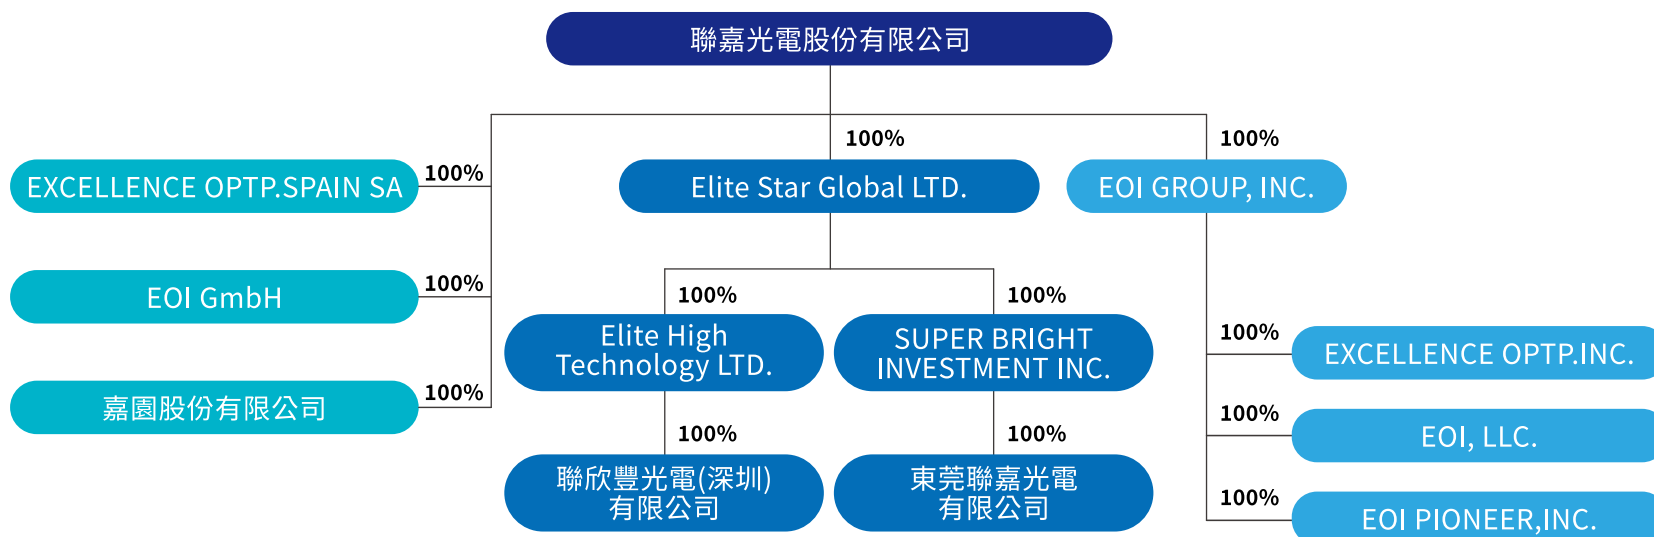 聯嘉光電股份有限公司
100%
100%
100%
EXCELLENCE OPTP.SPAIN SA
Elite Star Global LTD.
EOI GROUP, INC.
100%
EOI GmbH
100%
嘉園股份有限公司
100%
Elite High
Technology LTD.
100%
SUPER BRIGHT
INVESTMENT INC.
100%
聯欣豐光電(深圳)
有限公司
100%
東莞聯嘉光電
有限公司
100%
EXCELLENCE OPTP.INC.
100%
EOI, LLC.
100%
EOI PIONEER,INC.